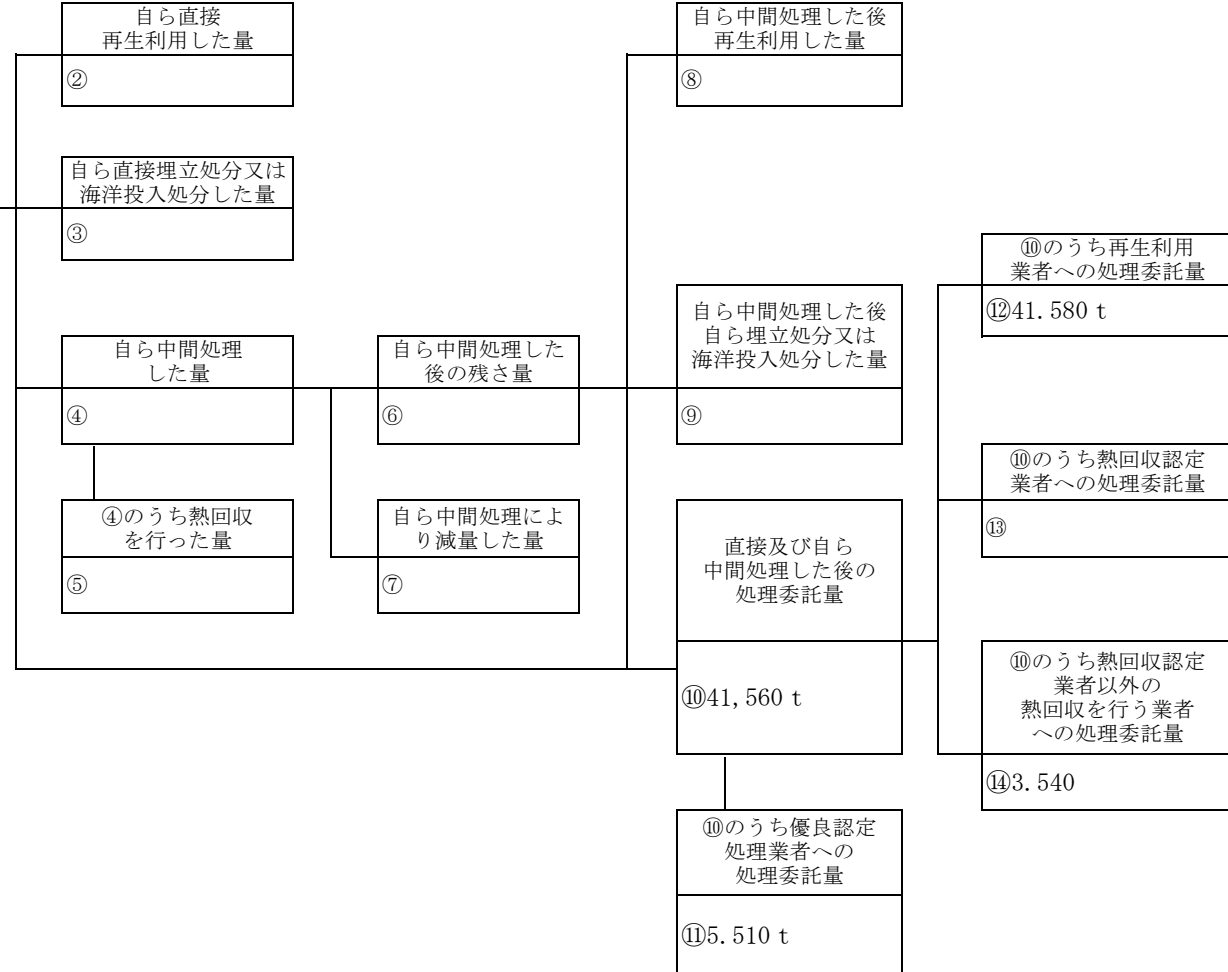 自ら直接
再生利用した量
②
自ら中間処理した後
再生利用した量
⑧
自ら直接埋立処分又は
海洋投入処分した量
③
⑩のうち再生利用
業者への処理委託量
⑫41.580 t
自ら中間処理した後
自ら埋立処分又は
海洋投入処分した量
⑨
自ら中間処理
した量
④
自ら中間処理した
後の残さ量
⑥
⑩のうち熱回収認定
業者への処理委託量
⑬
④のうち熱回収
を行った量
⑤
自ら中間処理によ
り減量した量
⑦
直接及び自ら
中間処理した後の
処理委託量
⑩41,560 t
⑩のうち熱回収認定
業者以外の
熱回収を行う業者
への処理委託量
⑭3.540
⑩のうち優良認定
処理業者への
処理委託量
⑪5.510 t